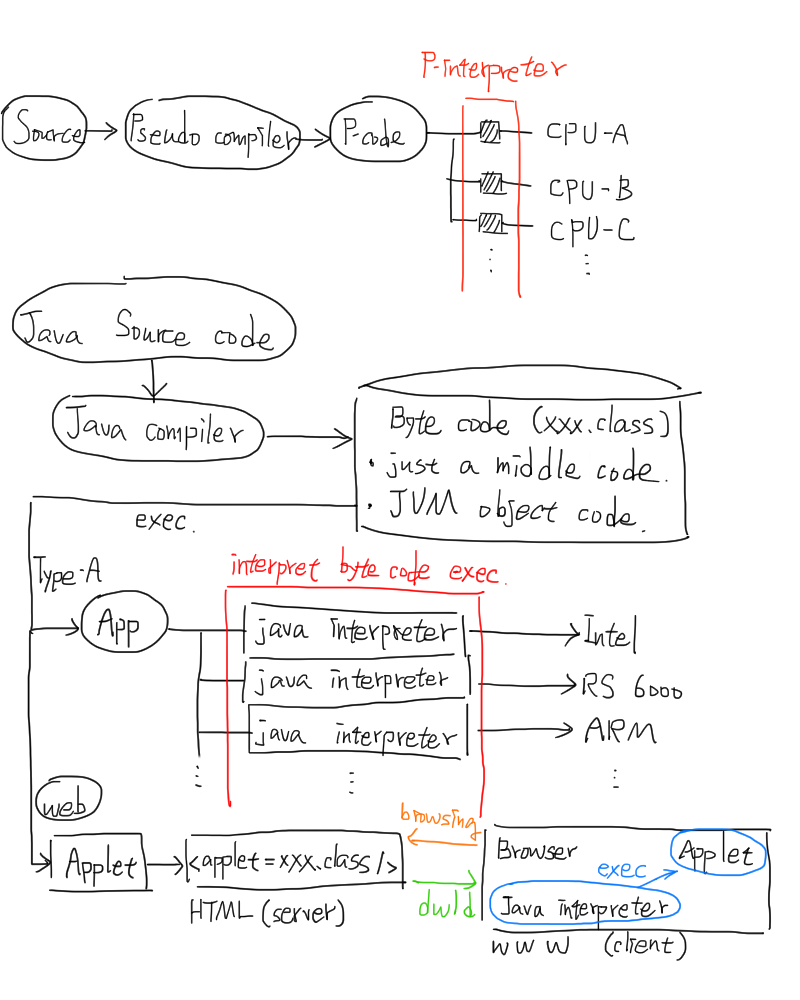 P-interpreter
Source
Pseudo compiler
P-code
CPU-A
CPU-B
CPU-C
Java Source code
Java compiler
Byte code (xxx.class)
· just a middle code.
· JVM object code.
exec.
Type-A
App
interpret byte code exec.
java interpreter
Intel
java interpreter
RS 6000
java interpreter
ARM
web
Applet
<applet=xxx.class/>
HTML (server)
browsing
dwld
Browser
Applet
exec
Java interpreter
w w w (client)